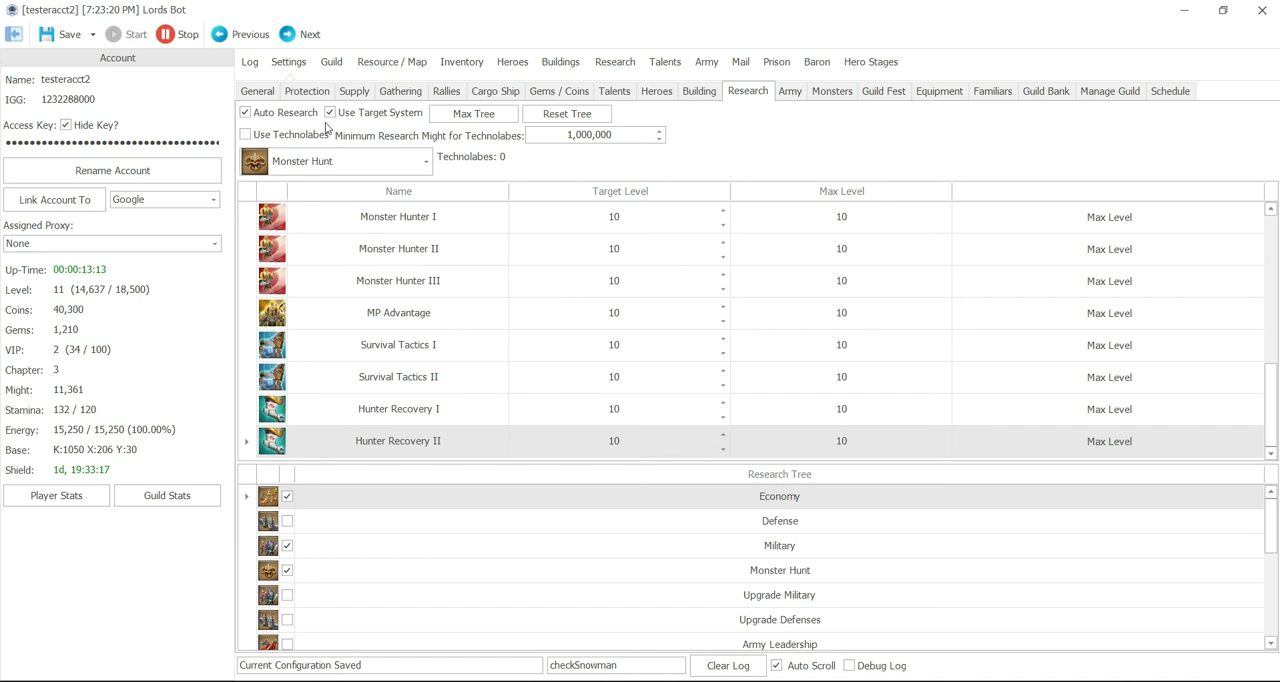 [testeracct2] [7:23:20 PM] Lords Bot
Save Start Stop Previous Next
Account
Name: testeracct2
IGG: 1232288000
Access Key: Hide Key?
Rename Account
Link Account To Google
Assigned Proxy:
None
Up-Time: 00:00:13:13
Level: 11 (14,637 / 18,500)
Coins: 40,300
Gems: 1,210
VIP: 2 (34 / 100)
Chapter: 3
Might: 11,361
Stamina: 132 / 120
Energy: 15,250 / 15,250 (100.00%)
Base: K:1050 X:206 Y:30
Shield: 1d, 19:33:17
Player Stats Guild Stats
Log Settings Guild Resource / Map Inventory Heroes Buildings Research Talents Army Mail Prison Baron Hero Stages
General Protection Supply Gathering Rallies Cargo Ship Gems / Coins Talents Heroes Building Research Army Monsters Guild Fest Equipment Familiars Guild Bank Manage Guild Schedule
Auto Research Use Target System Max Tree Reset Tree
Use Technolabes Minimum Research Might for Technolabes: 1,000,000
Monster Hunt Technolabes: 0
Name Target Level Max Level
Monster Hunter I 10 10 Max Level
Monster Hunter II 10 10 Max Level
Monster Hunter III 10 10 Max Level
MP Advantage 10 10 Max Level
Survival Tactics I 10 10 Max Level
Survival Tactics II 10 10 Max Level
Hunter Recovery I 10 10 Max Level
Hunter Recovery II 10 10 Max Level
Research Tree
Economy
Defense
Military
Monster Hunt
Upgrade Military
Upgrade Defenses
Army Leadership
Current Configuration Saved checkSnowman Clear Log Auto Scroll Debug Log